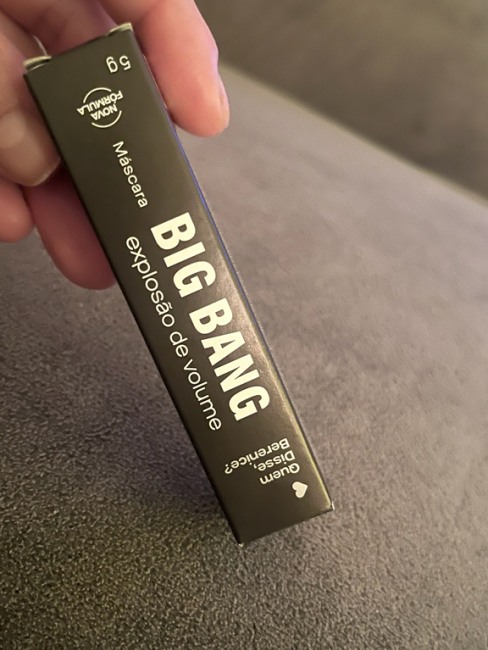 5g
NOVA
FÓRMULA
Máscara
BIG BANG
explosão de volume
Quem
Disse,
Berenice?